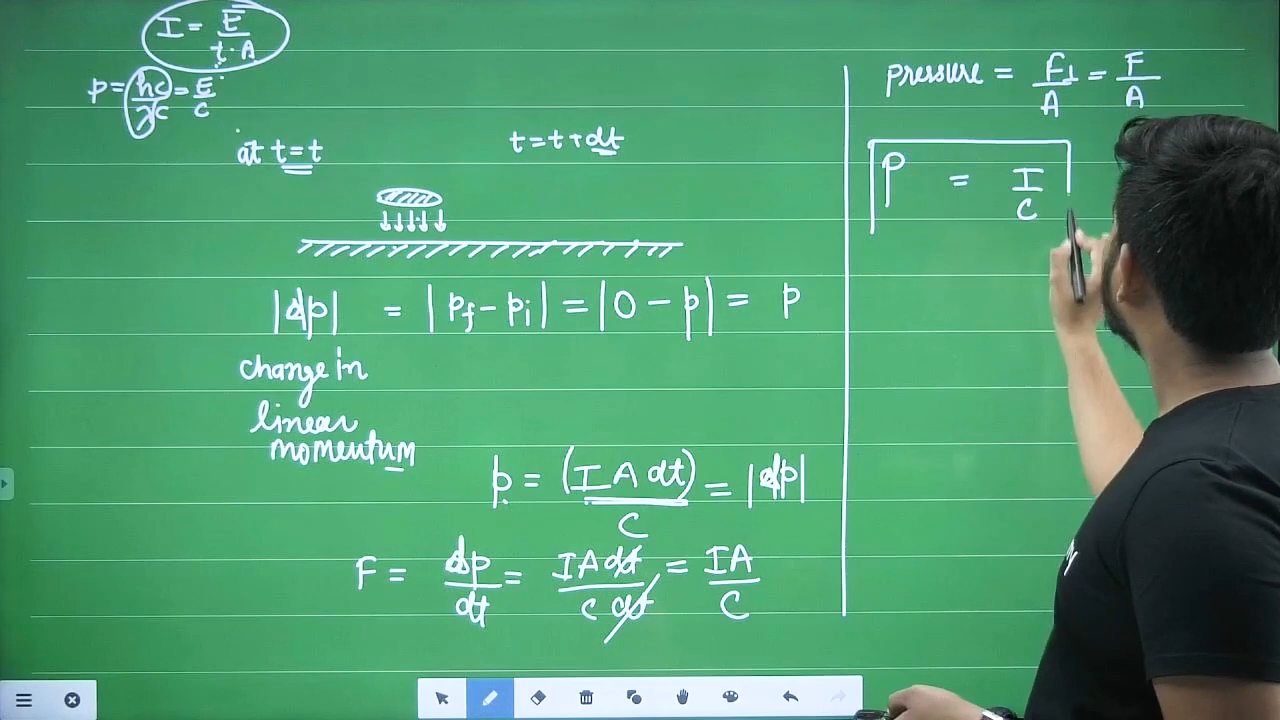 I = E / t · A
p = hc / λc = E / c
at t = t
t = t + dt
|dp| = |pf - pi| = |0 - p| = p
change in
linear
momentum
p = (I A dt) / c = |dp|
F = dp / dt = IA dt / c dt = IA / c
pressure = F⊥ / A = F / A
P = I / c